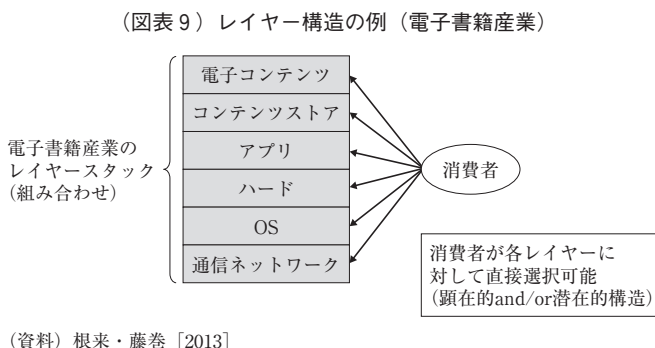 （図表９）レイヤー構造の例（電子書籍産業）
電子コンテンツ
コンテンツストア
アプリ
ハード
OS
通信ネットワーク
電子書籍産業の
レイヤースタック
(組み合わせ)
消費者
消費者が各レイヤーに
対して直接選択可能
(顕在的and/or潜在的構造)
（資料）根来・藤巻［2013］